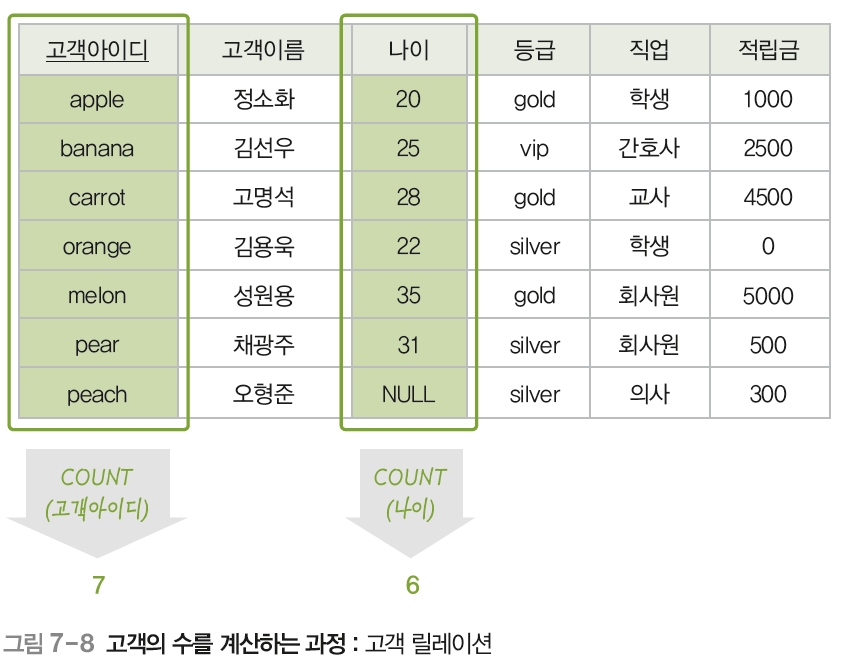 고객아이디 고객이름 나이 등급 직업 적립금
apple 정소화 20 gold 학생 1000
banana 김선우 25 vip 간호사 2500
carrot 고명석 28 gold 교사 4500
orange 김용욱 22 silver 학생 0
melon 성원용 35 gold 회사원 5000
pear 채광주 31 silver 회사원 500
peach 오형준 NULL silver 의사 300
COUNT COUNT
(고객아이디) (나이)
7 6
그림 7-8 고객의 수를 계산하는 과정 : 고객 릴레이션